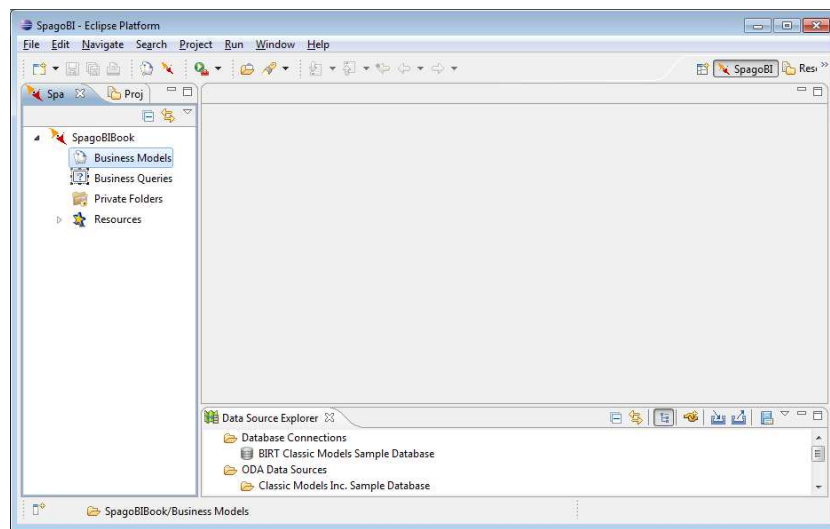 SpagoBI - Eclipse Platform
File Edit Navigate Search Project Run Window Help
SpagoBI
Spa Proj
SpagoBIBook
Business Models
Business Queries
Private Folders
Resources
Data Source Explorer
Database Connections
BIRT Classic Models Sample Database
ODA Data Sources
Classic Models Inc. Sample Database
SpagoBIBook/Business Models